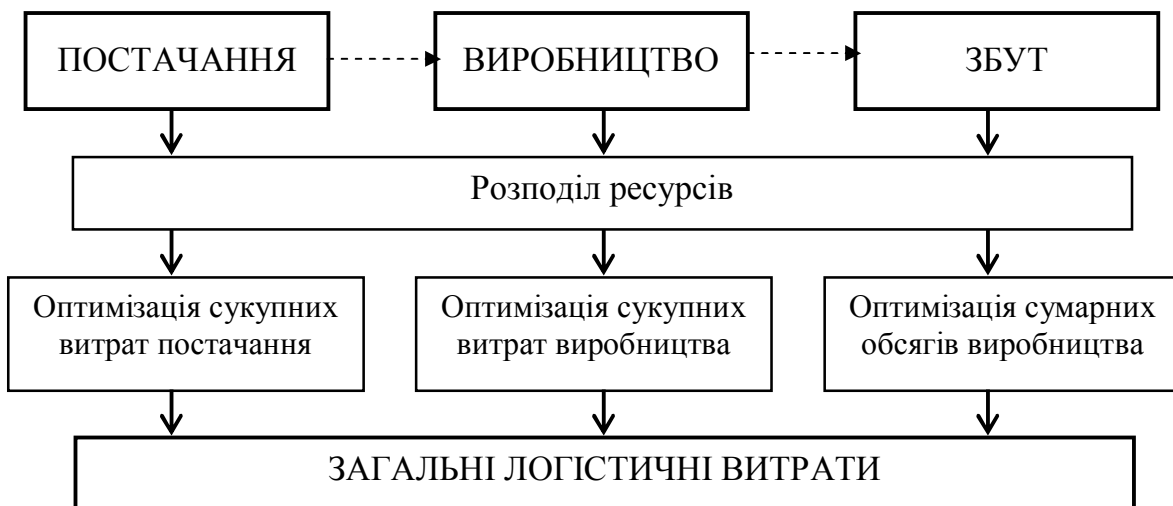 ПОСТАЧАННЯ
ВИРОБНИЦТВО
ЗБУТ
Розподіл ресурсів
Оптимізація сукупних
витрат постачання
Оптимізація сукупних
витрат виробництва
Оптимізація сумарних
обсягів виробництва
ЗАГАЛЬНІ ЛОГІСТИЧНІ ВИТРАТИ